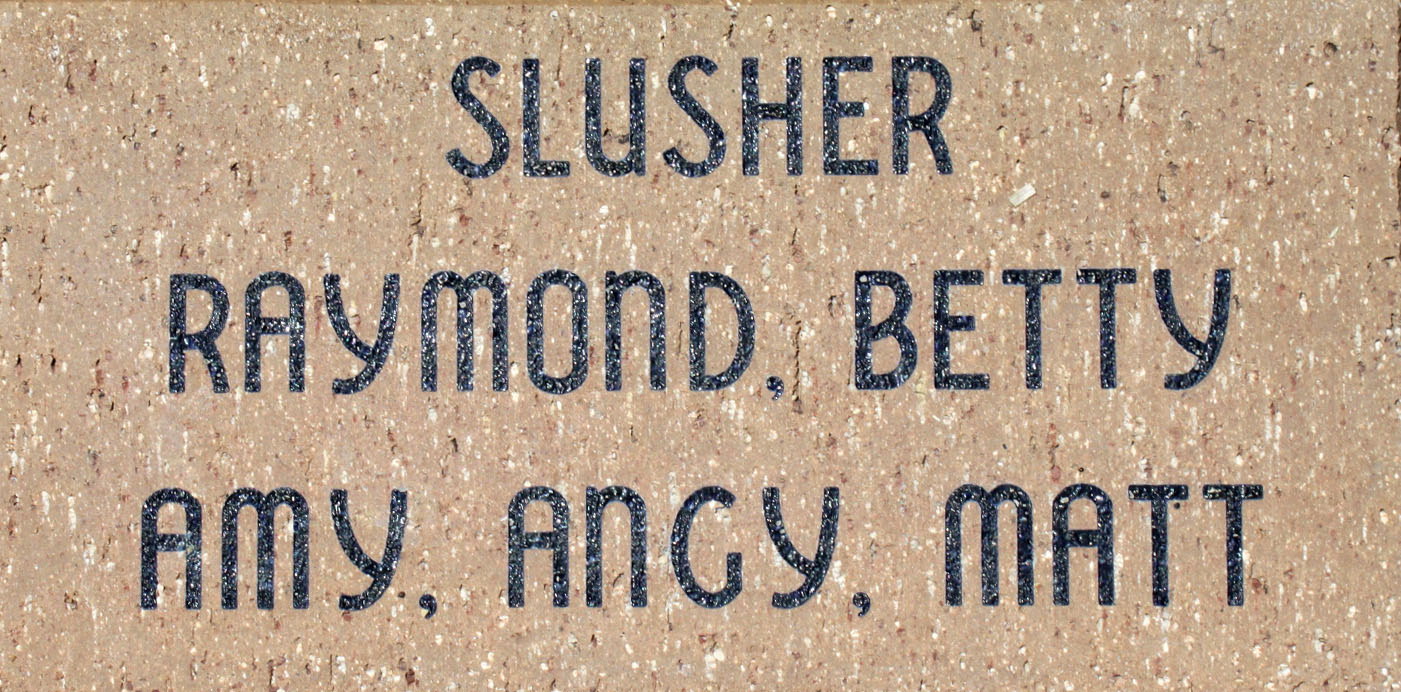 SLUSHER
RAYMOND, BETTY
AMY, ANGY, MATT